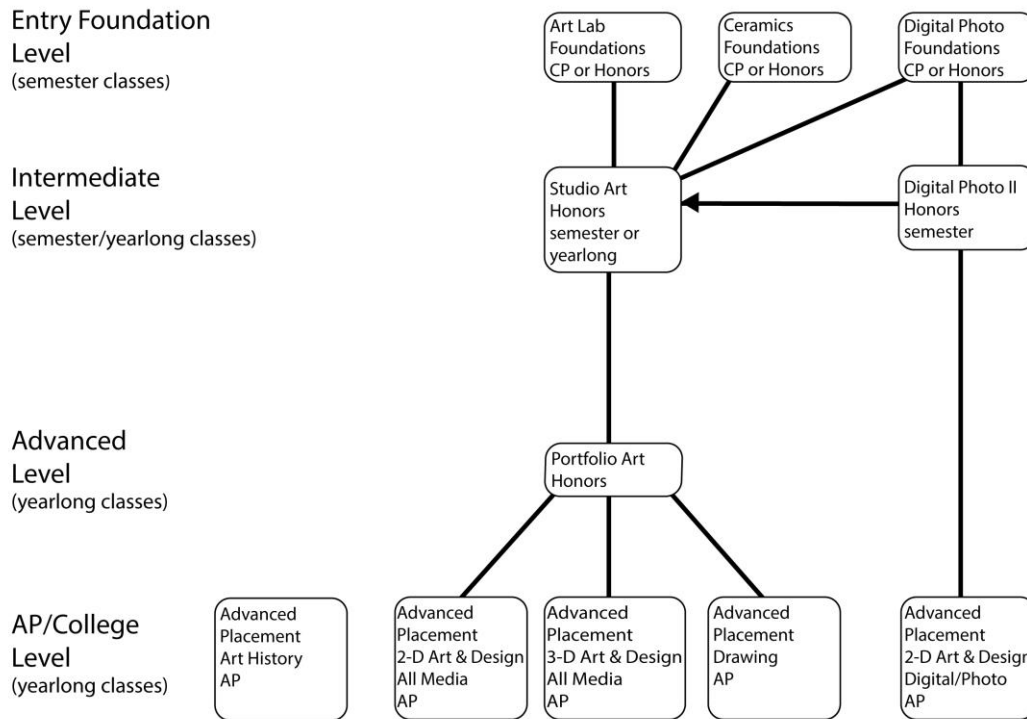 Entry Foundation
Level
(semester classes)
Art Lab
Foundations
CP or Honors
Ceramics
Foundations
CP or Honors
Digital Photo
Foundations
CP or Honors
Intermediate
Level
(semester/yearlong classes)
Studio Art
Honors
semester or
yearlong
Digital Photo II
Honors
semester
Advanced
Level
(yearlong classes)
Portfolio Art
Honors
AP/College
Level
(yearlong classes)
Advanced
Placement
Art History
AP
Advanced
Placement
2-D Art & Design
All Media
AP
Advanced
Placement
3-D Art & Design
All Media
AP
Advanced
Placement
Drawing
AP
Advanced
Placement
2-D Art & Design
Digital/Photo
AP